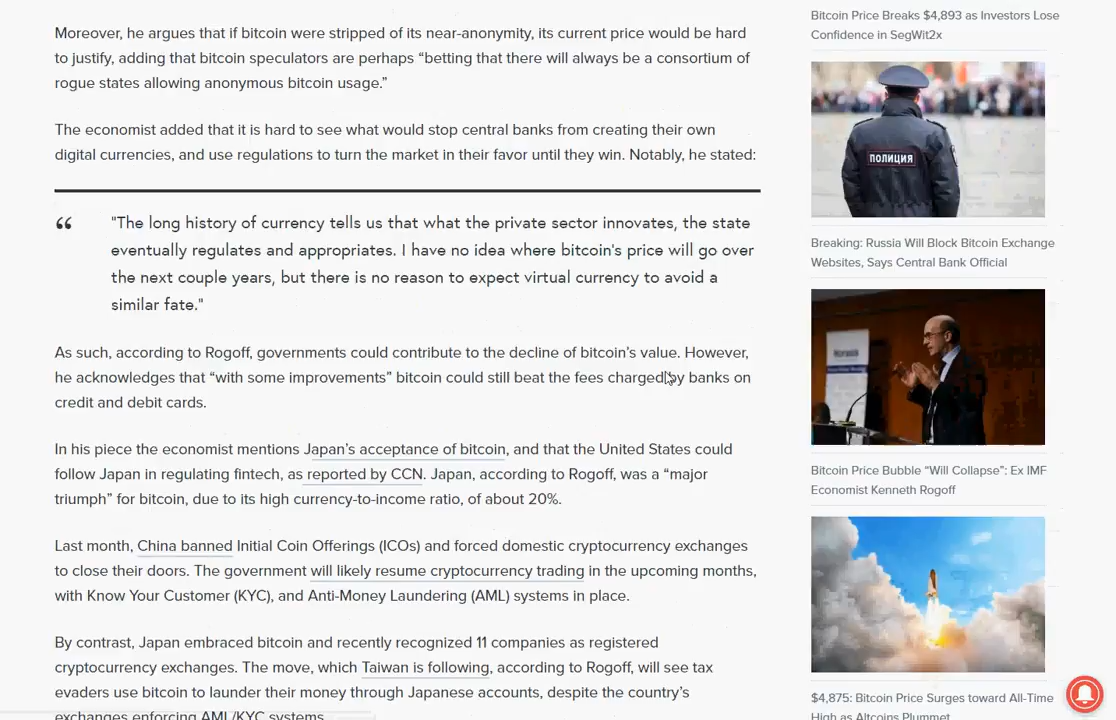 Moreover, he argues that if bitcoin were stripped of its near-anonymity, its current price would be hard
to justify, adding that bitcoin speculators are perhaps “betting that there will always be a consortium of
rogue states allowing anonymous bitcoin usage.”
The economist added that it is hard to see what would stop central banks from creating their own
digital currencies, and use regulations to turn the market in their favor until they win. Notably, he stated:
“
"The long history of currency tells us that what the private sector innovates, the state
eventually regulates and appropriates. I have no idea where bitcoin's price will go over
the next couple years, but there is no reason to expect virtual currency to avoid a
similar fate."
As such, according to Rogoff, governments could contribute to the decline of bitcoin’s value. However,
he acknowledges that “with some improvements” bitcoin could still beat the fees charged by banks on
credit and debit cards.
In his piece the economist mentions Japan’s acceptance of bitcoin, and that the United States could
follow Japan in regulating fintech, as reported by CCN. Japan, according to Rogoff, was a “major
triumph” for bitcoin, due to its high currency-to-income ratio, of about 20%.
Last month, China banned Initial Coin Offerings (ICOs) and forced domestic cryptocurrency exchanges
to close their doors. The government will likely resume cryptocurrency trading in the upcoming months,
with Know Your Customer (KYC), and Anti-Money Laundering (AML) systems in place.
By contrast, Japan embraced bitcoin and recently recognized 11 companies as registered
cryptocurrency exchanges. The move, which Taiwan is following, according to Rogoff, will see tax
evaders use bitcoin to launder their money through Japanese accounts, despite the country’s
exchanges enforcing AML/KYC systems.
Bitcoin Price Breaks $4,893 as Investors Lose
Confidence in SegWit2x
ПОЛИЦИЯ
Breaking: Russia Will Block Bitcoin Exchange
Websites, Says Central Bank Official
Bitcoin Price Bubble “Will Collapse”: Ex IMF
Economist Kenneth Rogoff
$4,875: Bitcoin Price Surges toward All-Time
High as Altcoins Plummet